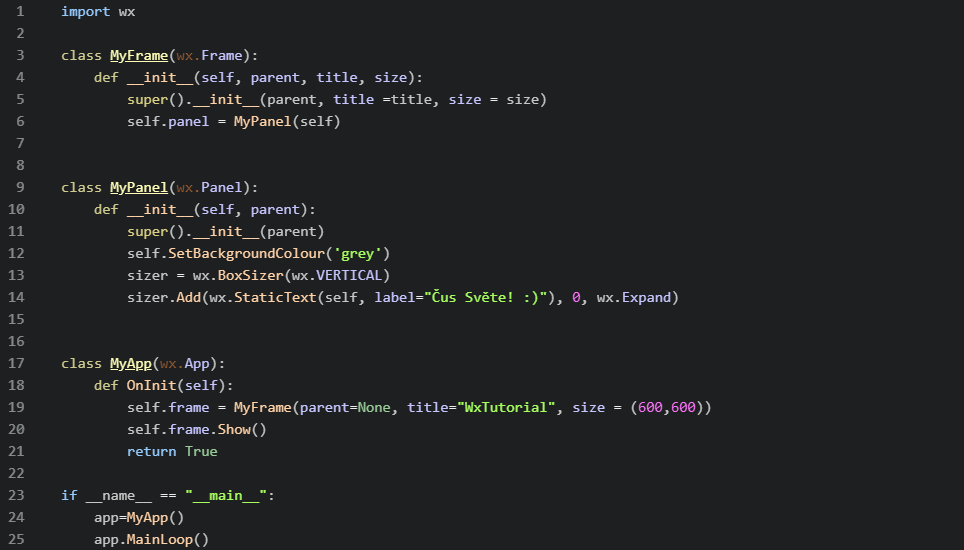 1 import wx
2
3 class MyFrame(wx.Frame):
4     def __init__(self, parent, title, size):
5         super().__init__(parent, title =title, size = size)
6         self.panel = MyPanel(self)
7
8
9 class MyPanel(wx.Panel):
10     def __init__(self, parent):
11         super().__init__(parent)
12         self.SetBackgroundColour('grey')
13         sizer = wx.BoxSizer(wx.VERTICAL)
14         sizer.Add(wx.StaticText(self, label="Čus Světe! :)"), 0, wx.Expand)
15
16
17 class MyApp(wx.App):
18     def OnInit(self):
19         self.frame = MyFrame(parent=None, title="WxTutorial", size = (600,600))
20         self.frame.Show()
21         return True
22
23 if __name__ == "__main__":
24     app=MyApp()
25     app.MainLoop()